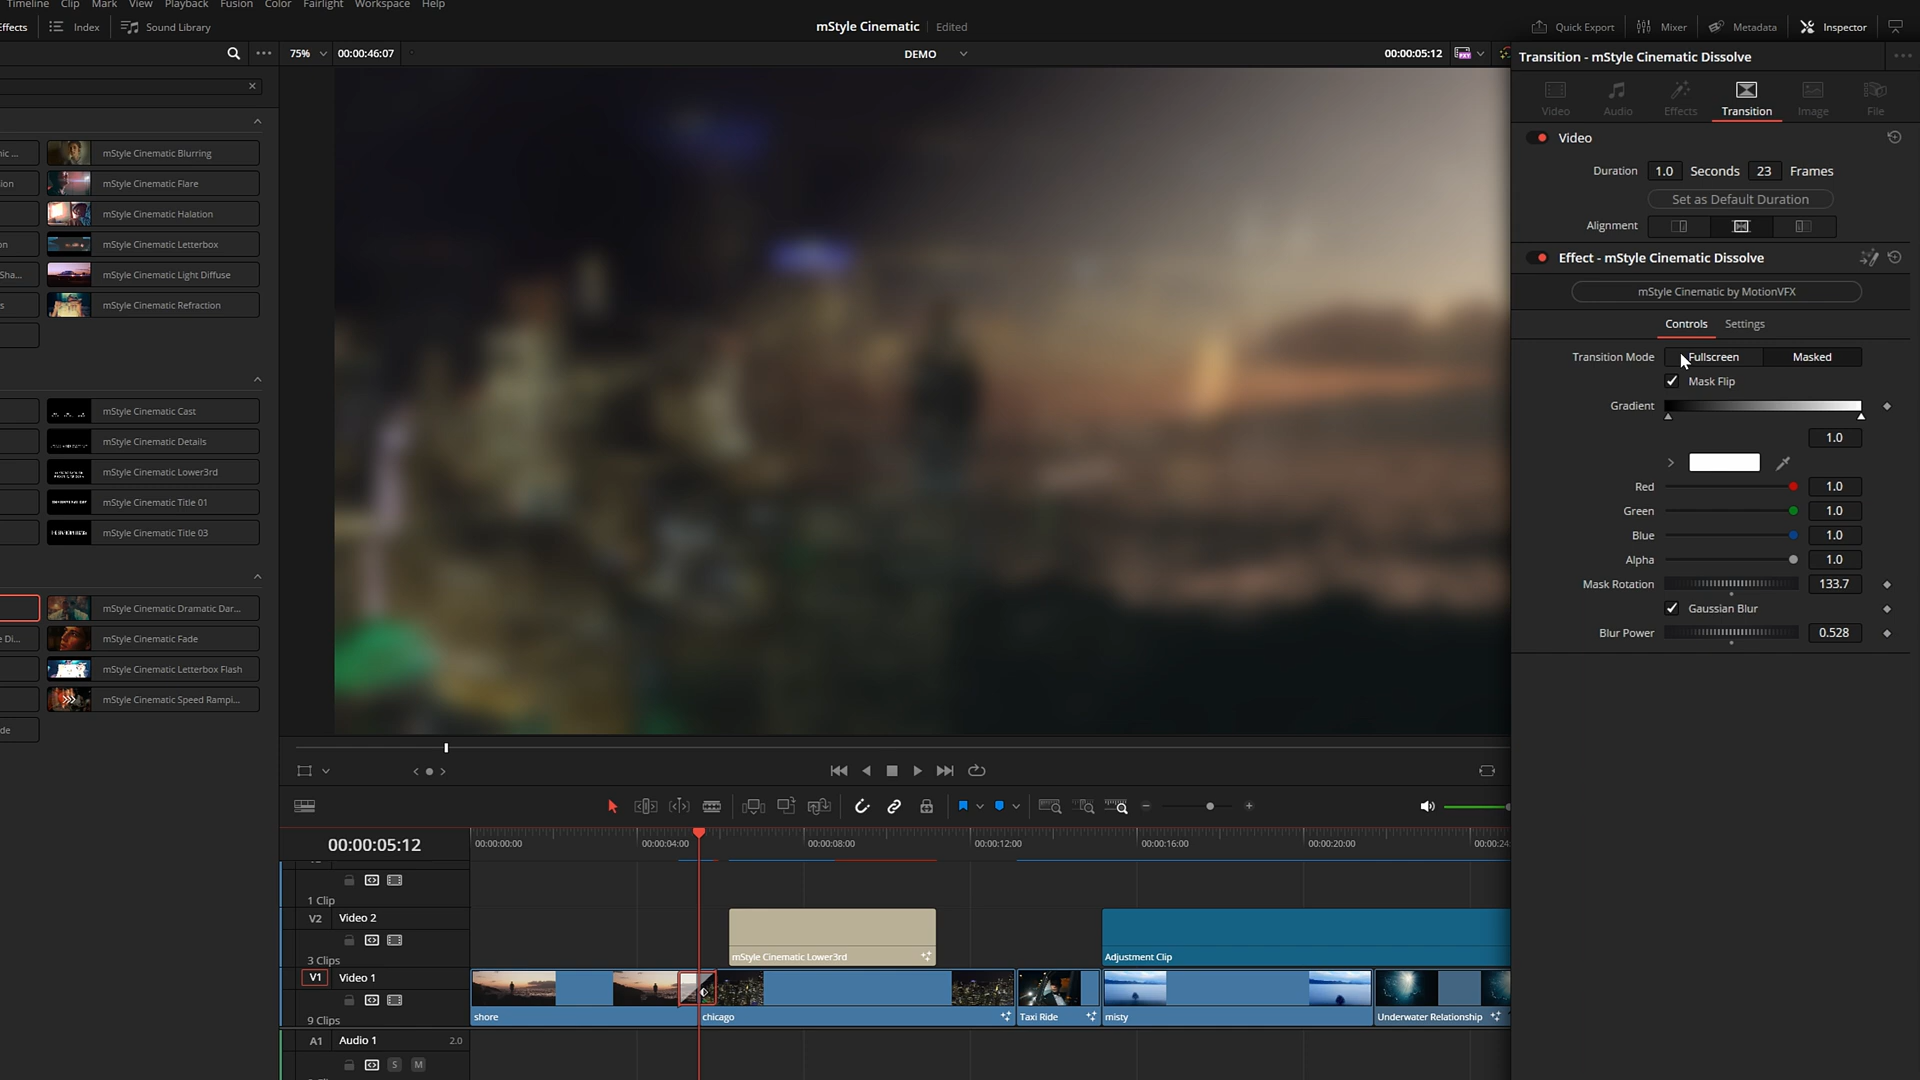 Timeline Clip Mark View Playback Fusion Color Fairlight Workspace Help
Effects Index Sound Library
mStyle Cinematic Edited
Quick Export Mixer Metadata Inspector
75% 00:00:46:07
DEMO
00:00:05:12
Transition - mStyle Cinematic Dissolve
Video Audio Effects Transition Image File
Video
Duration 1.0 Seconds 23 Frames
Set as Default Duration
Alignment
Effect - mStyle Cinematic Dissolve
mStyle Cinematic by MotionVFX
Controls Settings
Transition Mode Fullscreen Masked
Mask Flip
Gradient
1.0
Red 1.0
Green 1.0
Blue 1.0
Alpha 1.0
Mask Rotation 133.7
Gaussian Blur
Blur Power 0.528
ic ... mStyle Cinematic Blurring
ion mStyle Cinematic Flare
mStyle Cinematic Halation
on mStyle Cinematic Letterbox
Sha... mStyle Cinematic Light Diffuse
s mStyle Cinematic Refraction
mStyle Cinematic Cast
mStyle Cinematic Details
mStyle Cinematic Lower3rd
mStyle Cinematic Title 01
mStyle Cinematic Title 03
mStyle Cinematic Dramatic Dar...
e Di... mStyle Cinematic Fade
mStyle Cinematic Letterbox Flash
mStyle Cinematic Speed Rampi...
de
00:00:05:12
00:00:00:00 00:00:04:00 00:00:08:00 00:00:12:00 00:00:16:00 00:00:20:00 00:00:24:
1 Clip
V2 Video 2
3 Clips
mStyle Cinematic Lower3rd
Adjustment Clip
V1 Video 1
9 Clips
shore chicago Taxi Ride misty Underwater Relationship
A1 Audio 1 2.0
S M